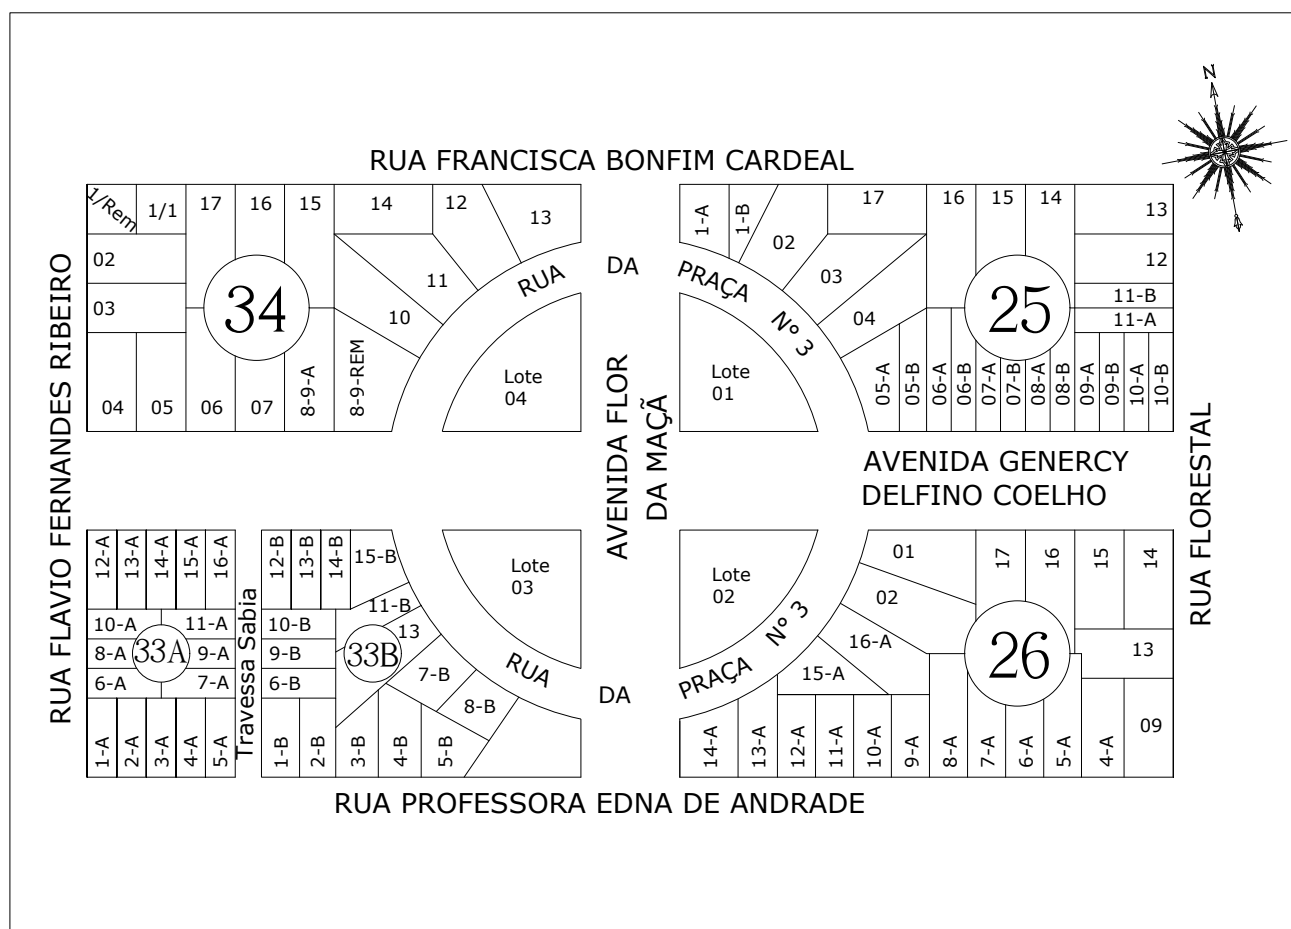 N
RUA FRANCISCA BONFIM CARDEAL
1/Rem
1/1
17
16
15
14
12
13
02
03
11
10
34
04
05
06
07
8-9-A
8-9-REM
RUA
DA
PRAÇA
Nº 3
Lote
04
Lote
01
1-A
1-B
02
17
16
15
14
13
03
12
04
11-B
11-A
25
05-A
05-B
06-A
06-B
07-A
07-B
08-A
08-B
09-A
09-B
10-A
10-B
RUA FLAVIO FERNANDES RIBEIRO
AVENIDA FLOR
DA MAÇÃ
AVENIDA GENERCY
DELFINO COELHO
RUA FLORESTAL
12-A
13-A
14-A
15-A
16-A
10-A
11-A
33A
8-A
9-A
6-A
7-A
1-A
2-A
3-A
4-A
5-A
Travessa Sabia
12-B
13-B
14-B
15-B
11-B
10-B
13
9-B
33B
6-B
7-B
8-B
1-B
2-B
3-B
4-B
5-B
Lote
03
Lote
02
RUA
DA
PRAÇA
Nº 3
01
17
16
15
14
02
16-A
26
13
15-A
14-A
13-A
12-A
11-A
10-A
9-A
8-A
7-A
6-A
5-A
4-A
09
RUA PROFESSORA EDNA DE ANDRADE